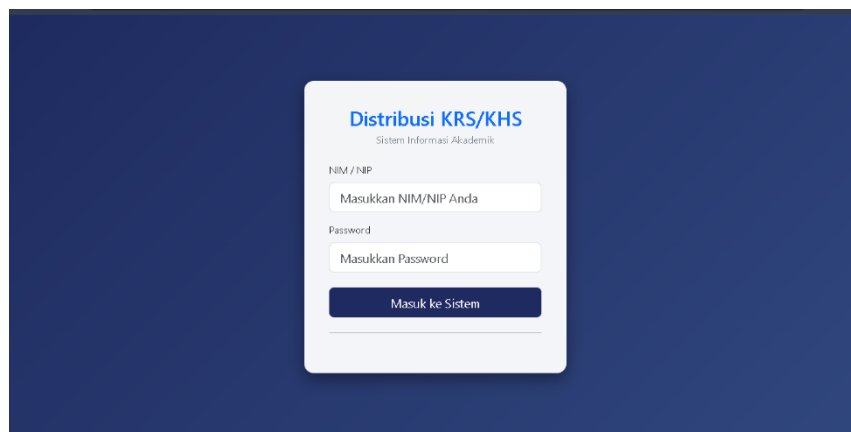 Distribusi KRS/KHS
Sistem Informasi Akademik
NIM / NIP
Masukkan NIM/NIP Anda
Password
Masukkan Password
Masuk ke Sistem